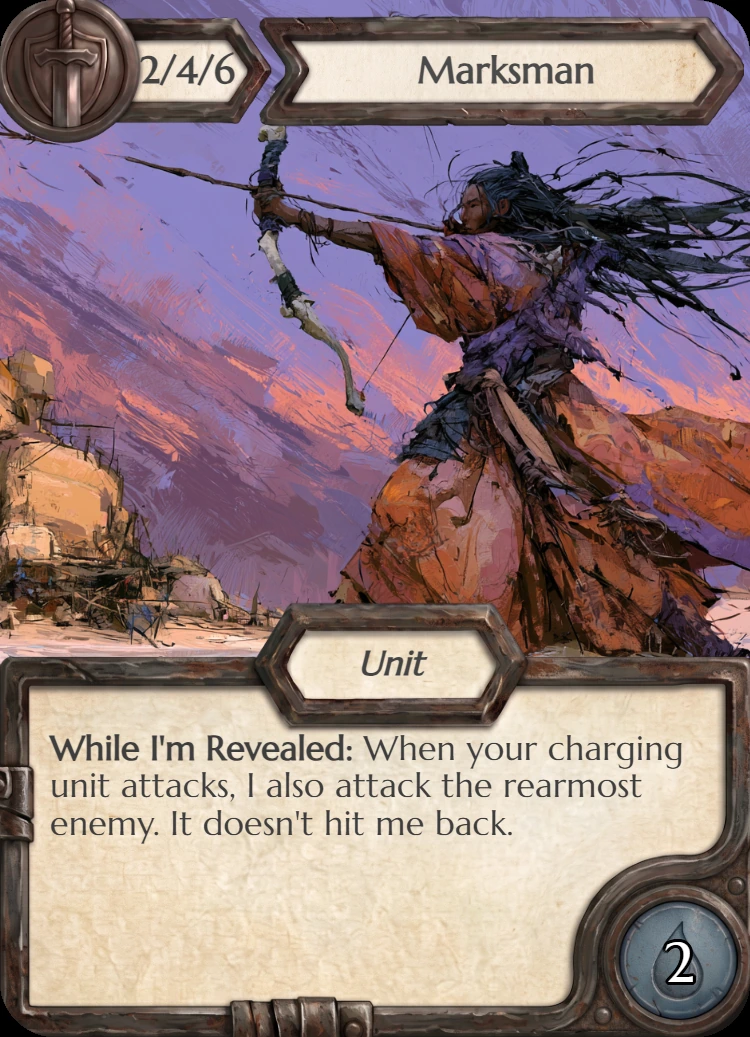 2/4/6
Marksman
Unit
While I'm Revealed: When your charging
unit attacks, I also attack the rearmost
enemy. It doesn't hit me back.
2